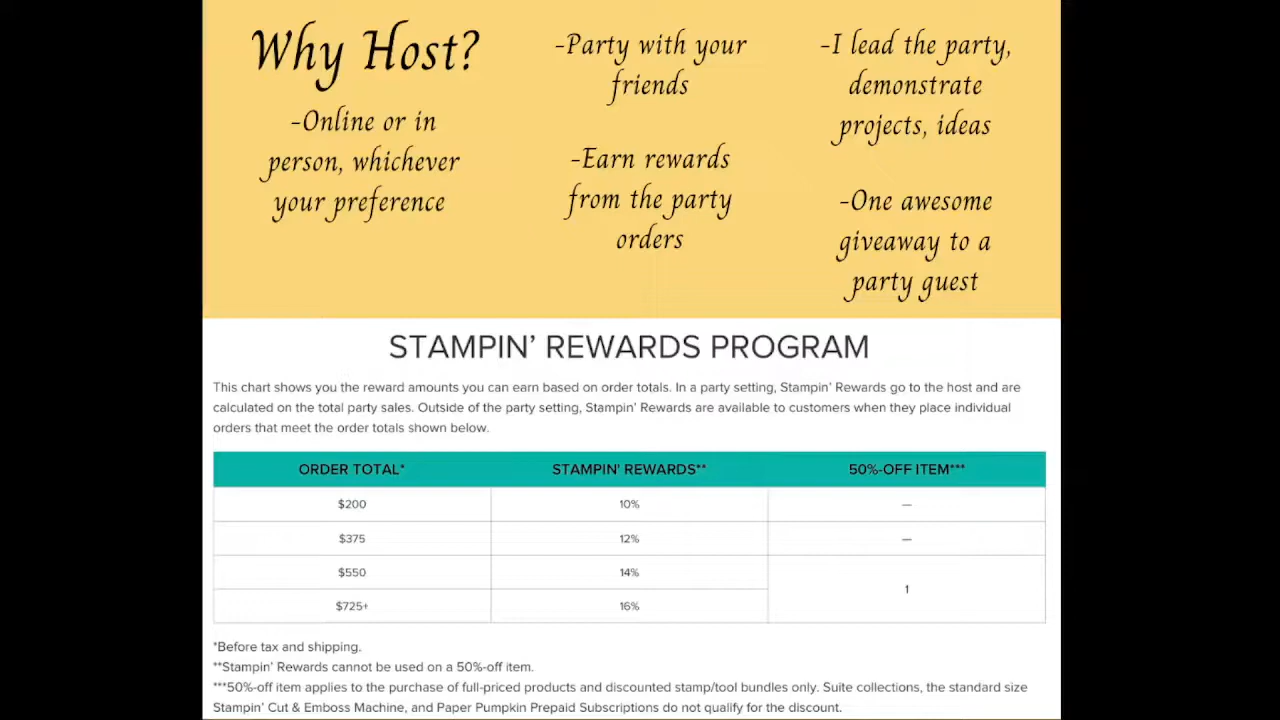 Why Host?
-Online or in
person, whichever
your preference
-Party with your
friends
-Earn rewards
from the party
orders
-I lead the party,
demonstrate
projects, ideas
-One awesome
giveaway to a
party guest
STAMPIN' REWARDS PROGRAM
This chart shows you the reward amounts you can earn based on order totals. In a party setting, Stampin' Rewards go to the host and are
calculated on the total party sales. Outside of the party setting, Stampin' Rewards are available to customers when they place individual
orders that meet the order totals shown below.
ORDER TOTAL* STAMPIN' REWARDS** 50%-OFF ITEM***
$200 10% —
$375 12% —
$550 14%
1
$725+ 16%
*Before tax and shipping.
**Stampin' Rewards cannot be used on a 50%-off item.
***50%-off item applies to the purchase of full-priced products and discounted stamp/tool bundles only. Suite collections, the standard size
Stampin' Cut & Emboss Machine, and Paper Pumpkin Prepaid Subscriptions do not qualify for the discount.